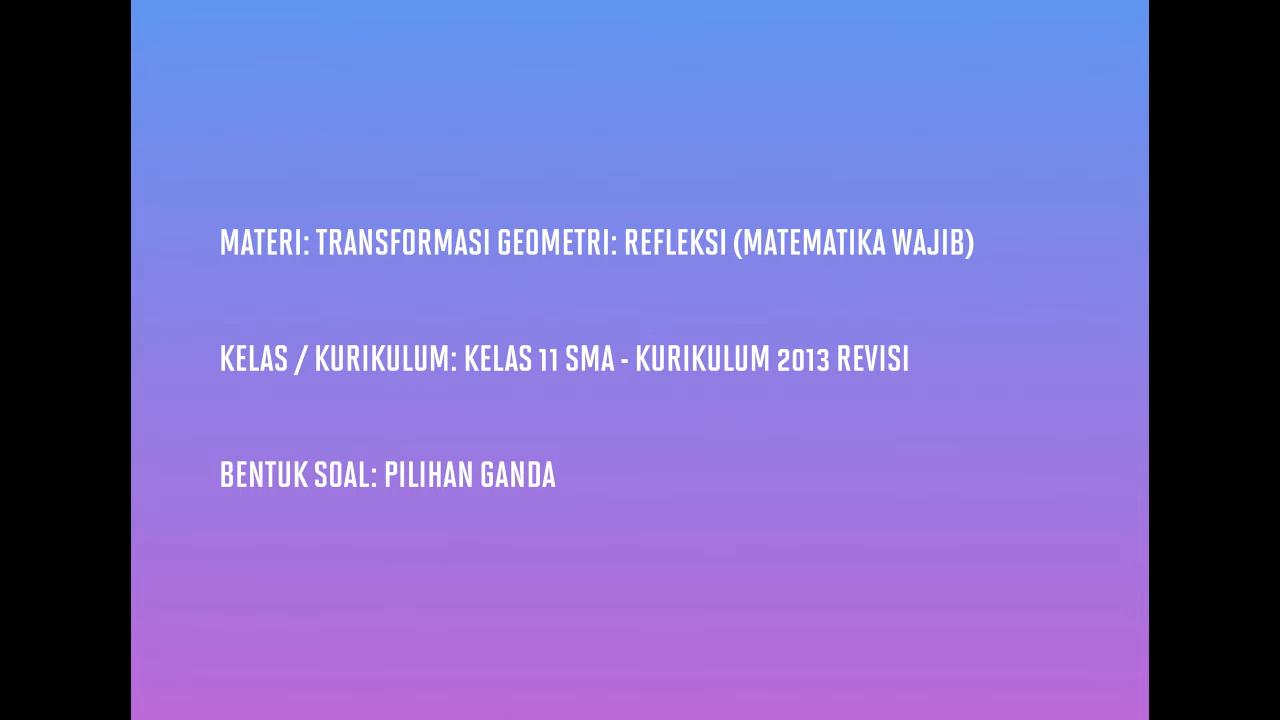 MATERI: TRANSFORMASI GEOMETRI: REFLEKSI (MATEMATIKA WAJIB)
KELAS / KURIKULUM: KELAS 11 SMA - KURIKULUM 2013 REVISI
BENTUK SOAL: PILIHAN GANDA